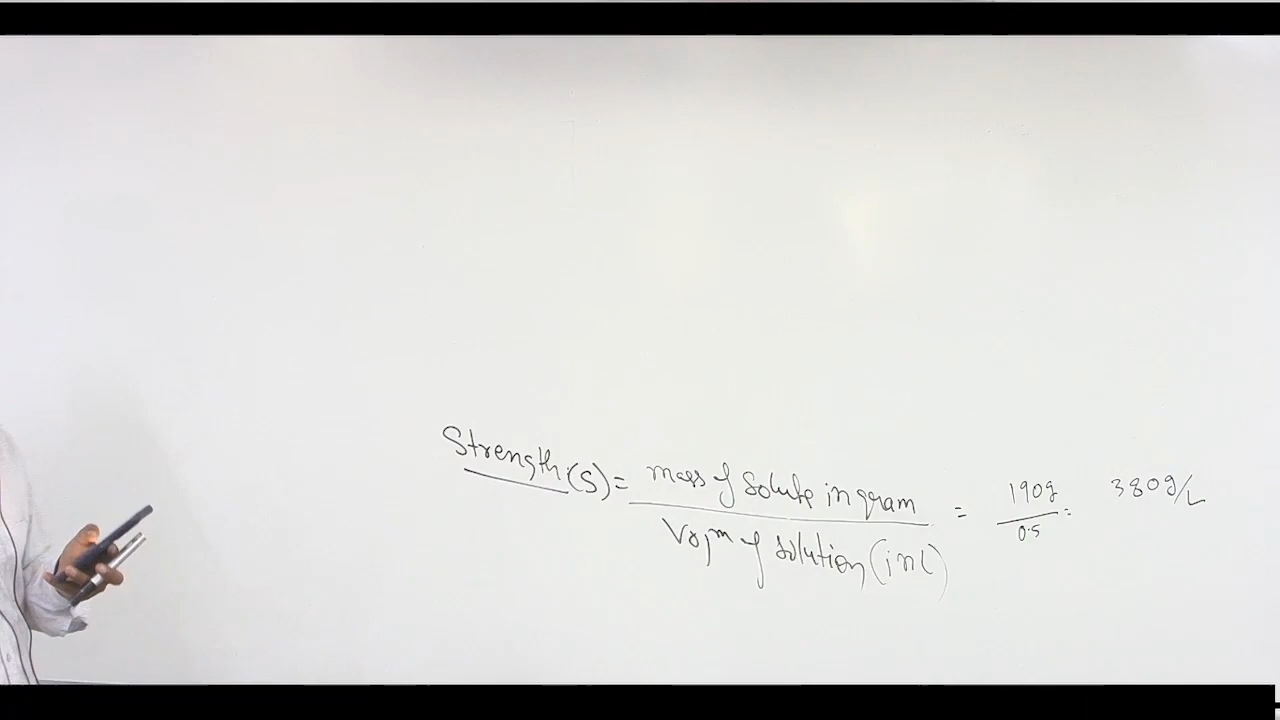 Strength (S) = mass of solute in gram = 190g = 380g/L
Volm of solution (in L) 0.5